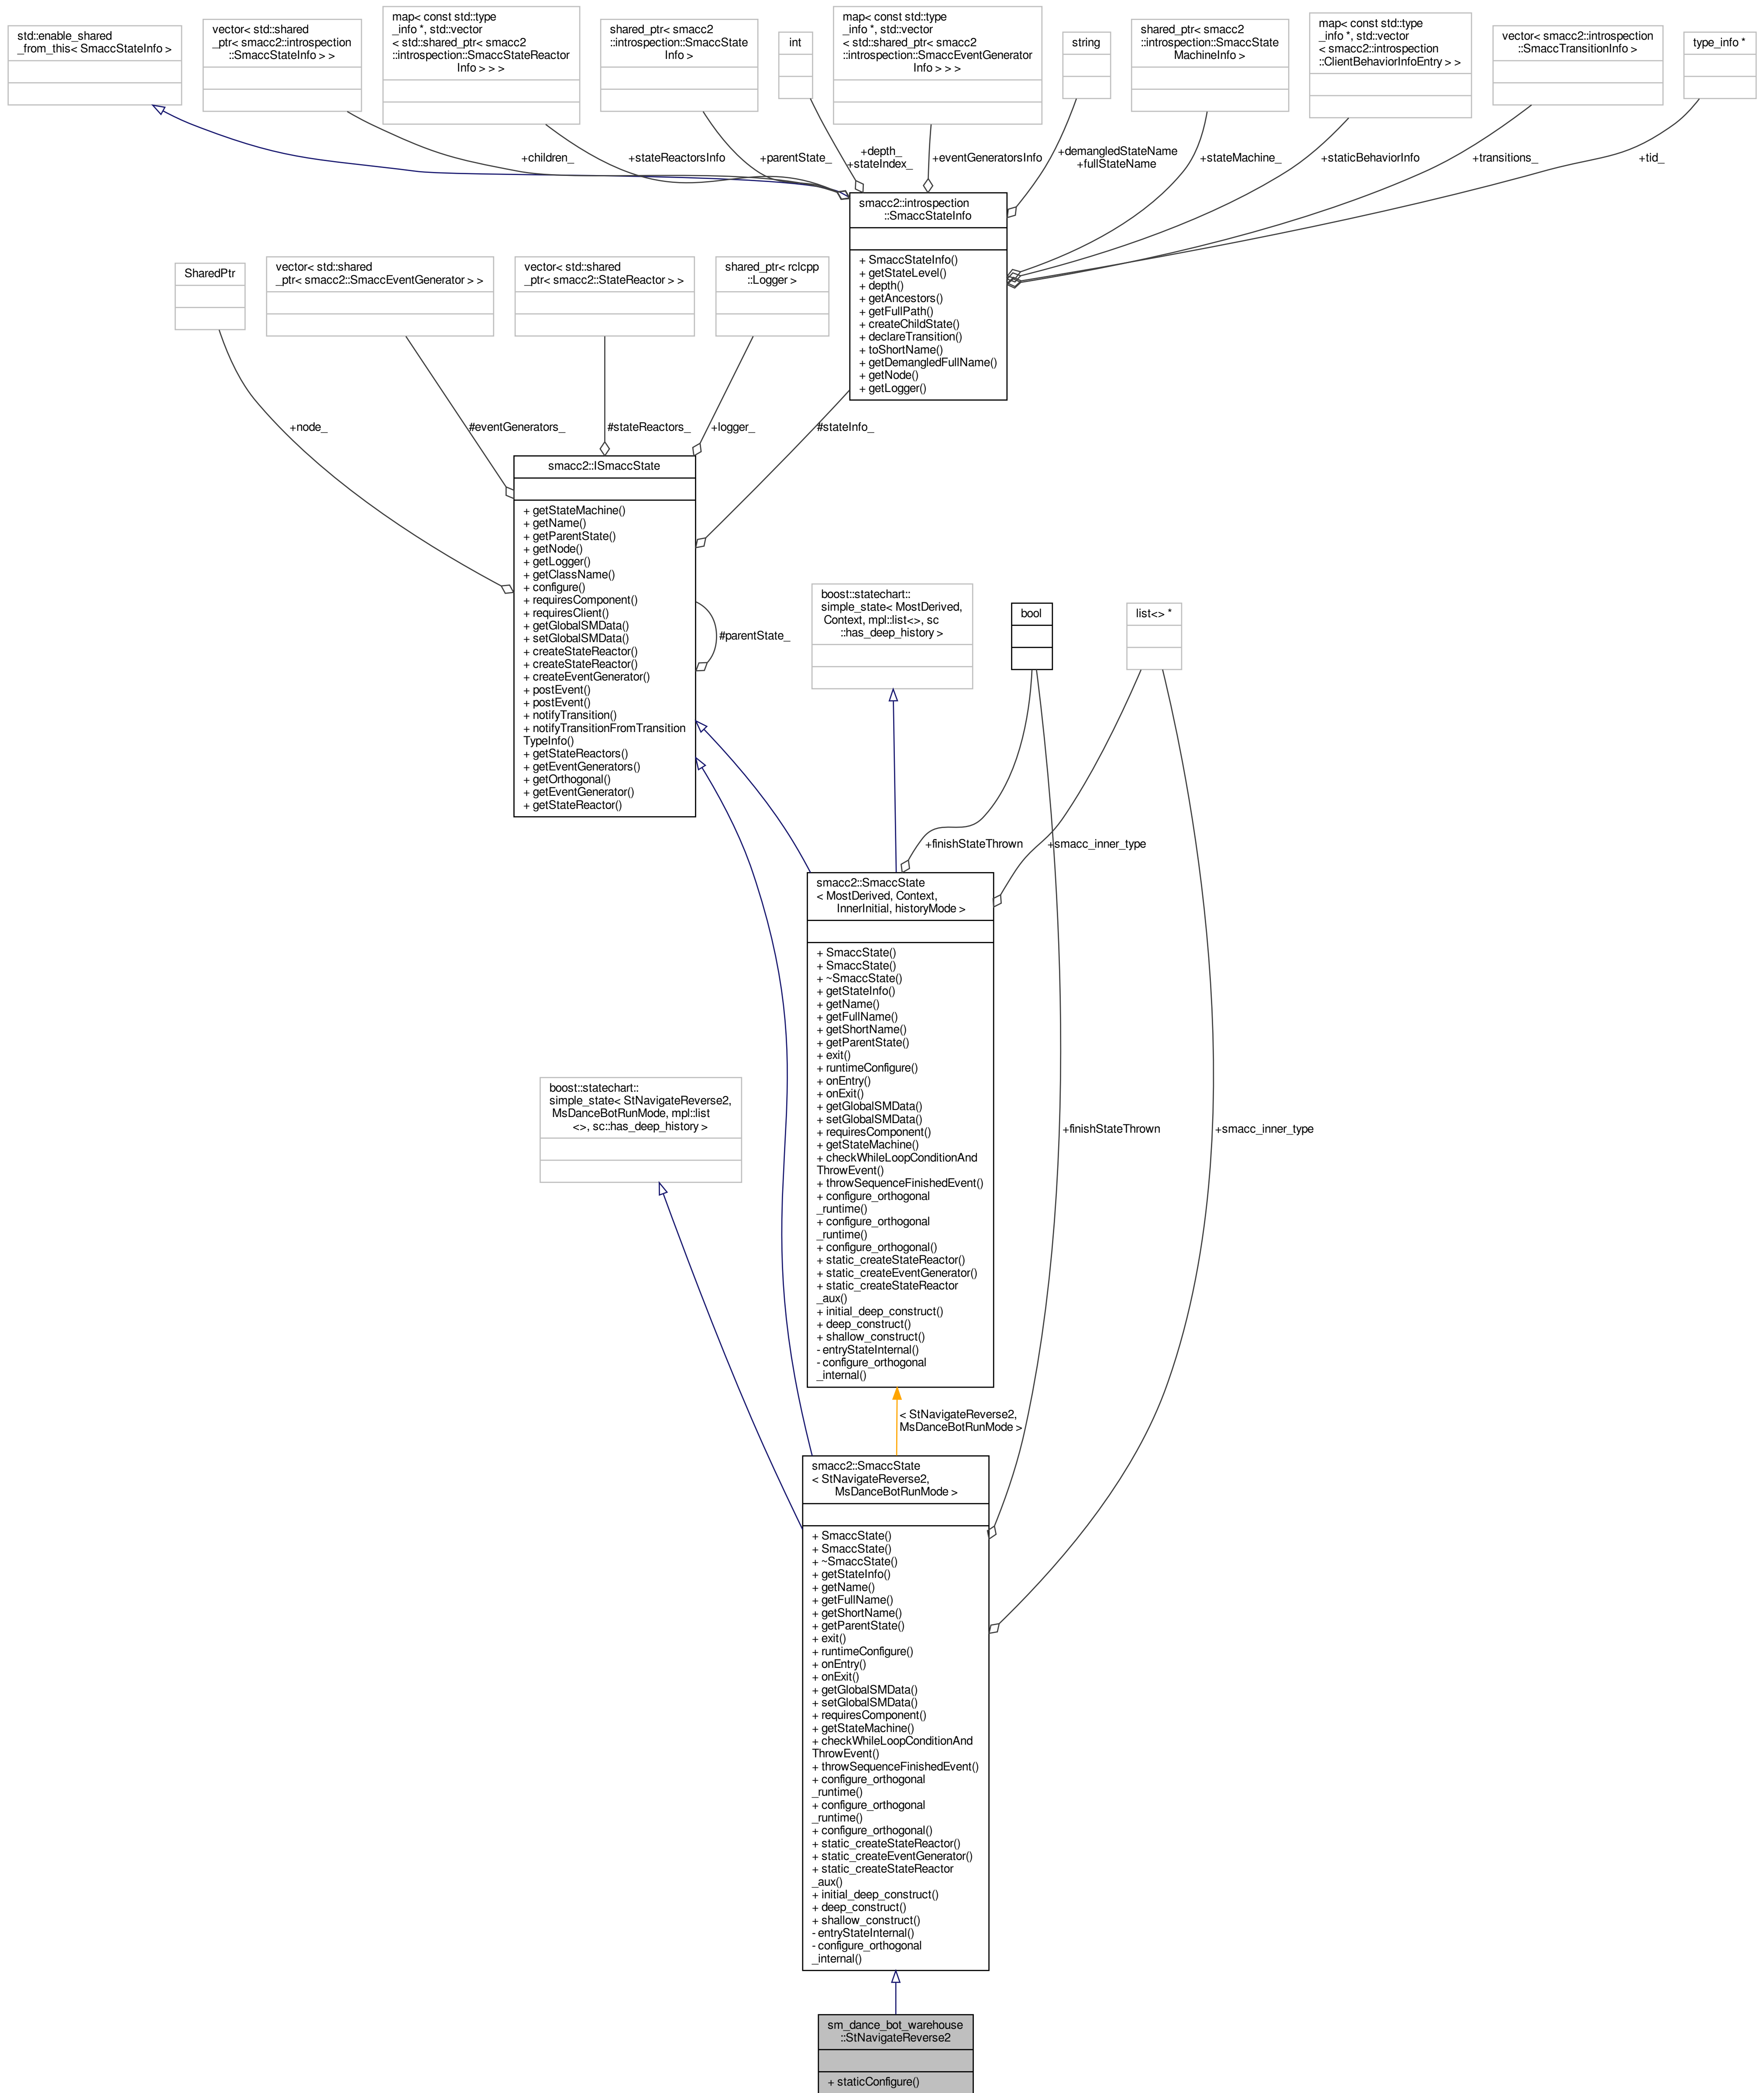 std::enable_shared
_from_this< SmaccStateInfo >
vector< std::shared
_ptr< smacc2::introspection
::SmaccStateInfo > >
map< const std::type
_info *, std::vector
< std::shared_ptr< smacc2
::introspection::SmaccStateReactor
Info > > >
shared_ptr< smacc2
::introspection::SmaccState
Info >
int
map< const std::type
_info *, std::vector
< std::shared_ptr< smacc2
::introspection::SmaccEventGenerator
Info > > >
string
shared_ptr< smacc2
::introspection::SmaccState
MachineInfo >
map< const std::type
_info *, std::vector
< smacc2::introspection
::ClientBehaviorInfoEntry > >
vector< smacc2::introspection
::SmaccTransitionInfo >
type_info *
+children_
+stateReactorsInfo
+parentState_
+depth_
+stateIndex_
+eventGeneratorsInfo
+demangledStateName
+fullStateName
+stateMachine_
+staticBehaviorInfo
+transitions_
+tid_
smacc2::introspection
::SmaccStateInfo
+ SmaccStateInfo()
+ getStateLevel()
+ depth()
+ getAncestors()
+ getFullPath()
+ createChildState()
+ declareTransition()
+ toShortName()
+ getDemangledFullName()
+ getNode()
+ getLogger()
SharedPtr
vector< std::shared
_ptr< smacc2::SmaccEventGenerator > >
vector< std::shared
_ptr< smacc2::StateReactor > >
shared_ptr< rclcpp
::Logger >
+node_
#eventGenerators_
#stateReactors_
+logger_
#stateInfo_
smacc2::ISmaccState
+ getStateMachine()
+ getName()
+ getParentState()
+ getNode()
+ getLogger()
+ getClassName()
+ configure()
+ requiresComponent()
+ requiresClient()
+ getGlobalSMData()
+ setGlobalSMData()
+ createStateReactor()
+ createStateReactor()
+ createEventGenerator()
+ postEvent()
+ postEvent()
+ notifyTransition()
+ notifyTransitionFromTransition
TypeInfo()
+ getStateReactors()
+ getEventGenerators()
+ getOrthogonal()
+ getEventGenerator()
+ getStateReactor()
#parentState_
boost::statechart::
simple_state< MostDerived,
Context, mpl::list<>, sc
::has_deep_history >
bool
list<> *
+finishStateThrown
+smacc_inner_type
smacc2::SmaccState
< MostDerived, Context,
InnerInitial, historyMode >
+ SmaccState()
+ SmaccState()
+ ~SmaccState()
+ getStateInfo()
+ getName()
+ getFullName()
+ getShortName()
+ getParentState()
+ exit()
+ runtimeConfigure()
+ onEntry()
+ onExit()
+ getGlobalSMData()
+ setGlobalSMData()
+ requiresComponent()
+ getStateMachine()
+ checkWhileLoopConditionAnd
ThrowEvent()
+ throwSequenceFinishedEvent()
+ configure_orthogonal
_runtime()
+ configure_orthogonal
_runtime()
+ configure_orthogonal()
+ static_createStateReactor()
+ static_createEventGenerator()
+ static_createStateReactor
_aux()
+ initial_deep_construct()
+ deep_construct()
+ shallow_construct()
- entryStateInternal()
- configure_orthogonal
_internal()
boost::statechart::
simple_state< StNavigateReverse2,
MsDanceBotRunMode, mpl::list
<>, sc::has_deep_history >
+finishStateThrown
+smacc_inner_type
< StNavigateReverse2,
MsDanceBotRunMode >
smacc2::SmaccState
< StNavigateReverse2,
MsDanceBotRunMode >
+ SmaccState()
+ SmaccState()
+ ~SmaccState()
+ getStateInfo()
+ getName()
+ getFullName()
+ getShortName()
+ getParentState()
+ exit()
+ runtimeConfigure()
+ onEntry()
+ onExit()
+ getGlobalSMData()
+ setGlobalSMData()
+ requiresComponent()
+ getStateMachine()
+ checkWhileLoopConditionAnd
ThrowEvent()
+ throwSequenceFinishedEvent()
+ configure_orthogonal
_runtime()
+ configure_orthogonal
_runtime()
+ configure_orthogonal()
+ static_createStateReactor()
+ static_createEventGenerator()
+ static_createStateReactor
_aux()
+ initial_deep_construct()
+ deep_construct()
+ shallow_construct()
- entryStateInternal()
- configure_orthogonal
_internal()
sm_dance_bot_warehouse
::StNavigateReverse2
+ staticConfigure()